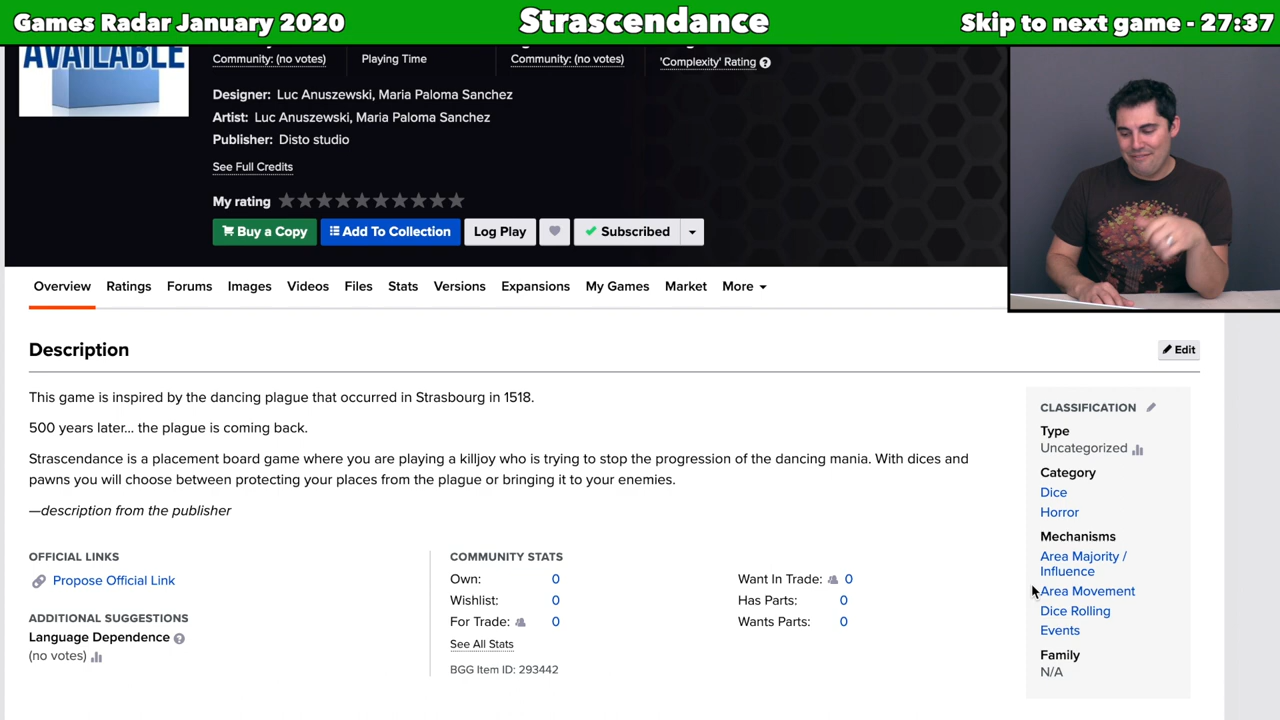 Games Radar January 2020
Strascendance
Skip to next game - 27:37
AVAILABLE
Community: (no votes)
Playing Time
Community: (no votes)
'Complexity' Rating
Designer: Luc Anuszewski, Maria Paloma Sanchez
Artist: Luc Anuszewski, Maria Paloma Sanchez
Publisher: Disto studio
See Full Credits
My rating
Buy a Copy
Add To Collection
Log Play
Subscribed
Overview
Ratings
Forums
Images
Videos
Files
Stats
Versions
Expansions
My Games
Market
More
Description
Edit
This game is inspired by the dancing plague that occurred in Strasbourg in 1518.
500 years later... the plague is coming back.
Strascendance is a placement board game where you are playing a killjoy who is trying to stop the progression of the dancing mania. With dices and
pawns you will choose between protecting your places from the plague or bringing it to your enemies.
—description from the publisher
OFFICIAL LINKS
Propose Official Link
ADDITIONAL SUGGESTIONS
Language Dependence
(no votes)
COMMUNITY STATS
Own: 0
Wishlist: 0
For Trade: 0
See All Stats
BGG Item ID: 293442
Want In Trade: 0
Has Parts: 0
Wants Parts: 0
CLASSIFICATION
Type
Uncategorized
Category
Dice
Horror
Mechanisms
Area Majority /
Influence
Area Movement
Dice Rolling
Events
Family
N/A